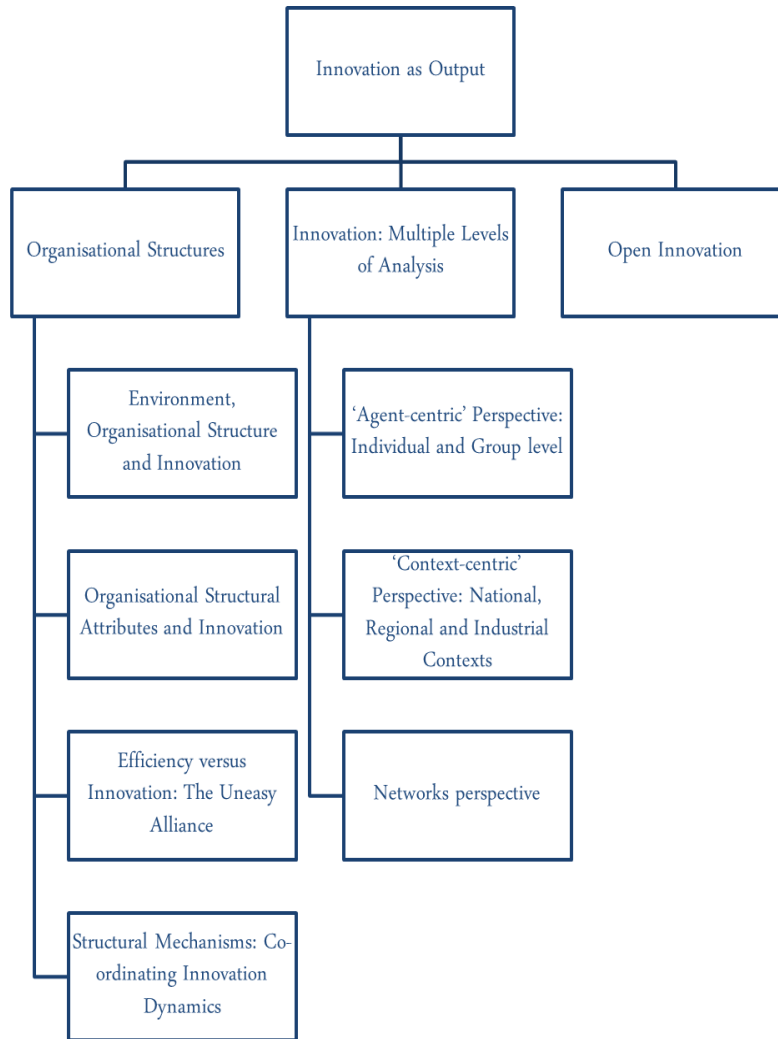 Innovation as Output
Organisational Structures
Innovation: Multiple Levels
of Analysis
Open Innovation
Environment,
Organisational Structure
and Innovation
Organisational Structural
Attributes and Innovation
Efficiency versus
Innovation: The Uneasy
Alliance
Structural Mechanisms: Co-
ordinating Innovation
Dynamics
‘Agent-centric’ Perspective:
Individual and Group level
‘Context-centric’
Perspective: National,
Regional and Industrial
Contexts
Networks perspective